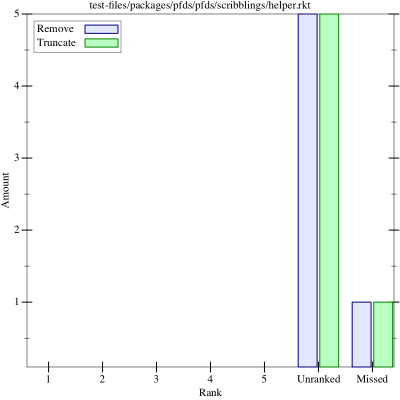 test-files/packages/pfds/pfds/scribblings/helper.rkt
Remove
Truncate
5
4
3
2
1
Amount
1 2 3 4 5 Unranked Missed
Rank